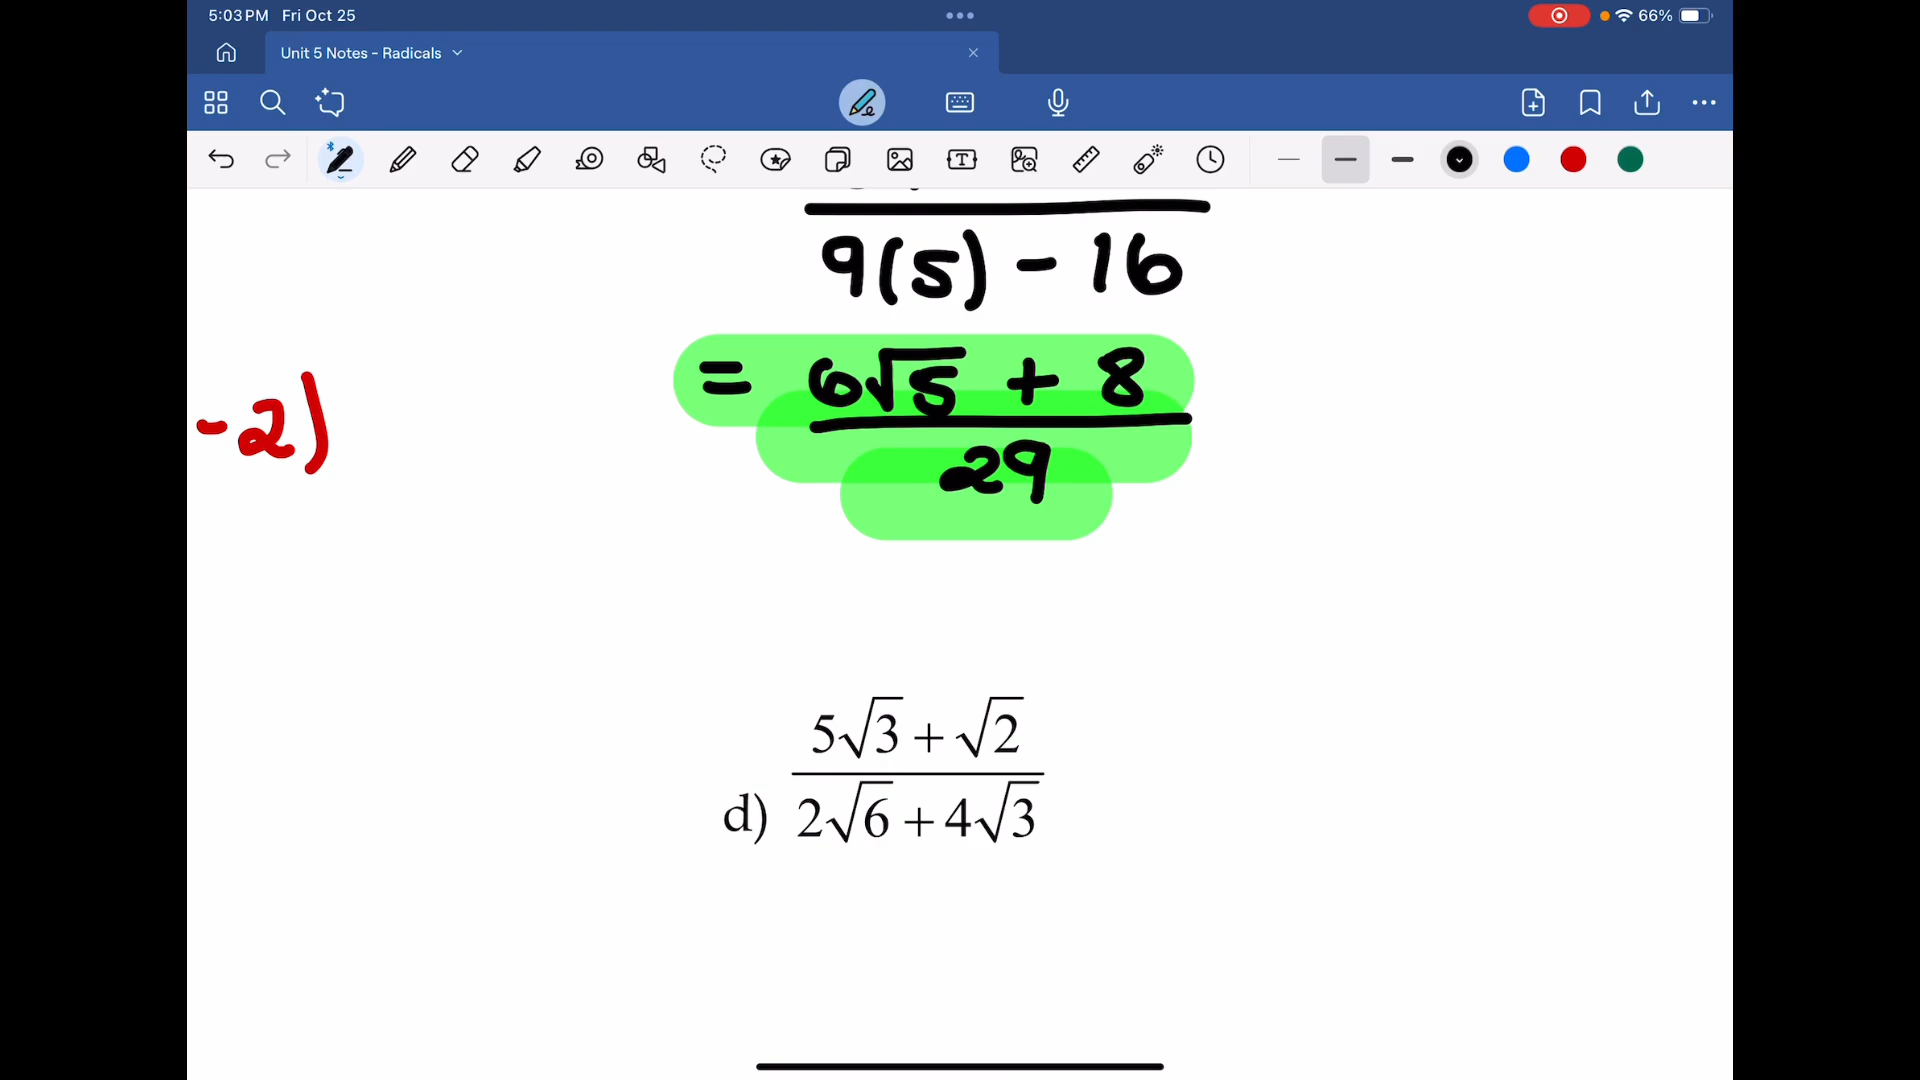 5:03 PM Fri Oct 25
66%
Unit 5 Notes - Radicals
9(5) - 16
= 6√5 + 8
29
-2)
5√3 + √2
d) 2√6 + 4√3